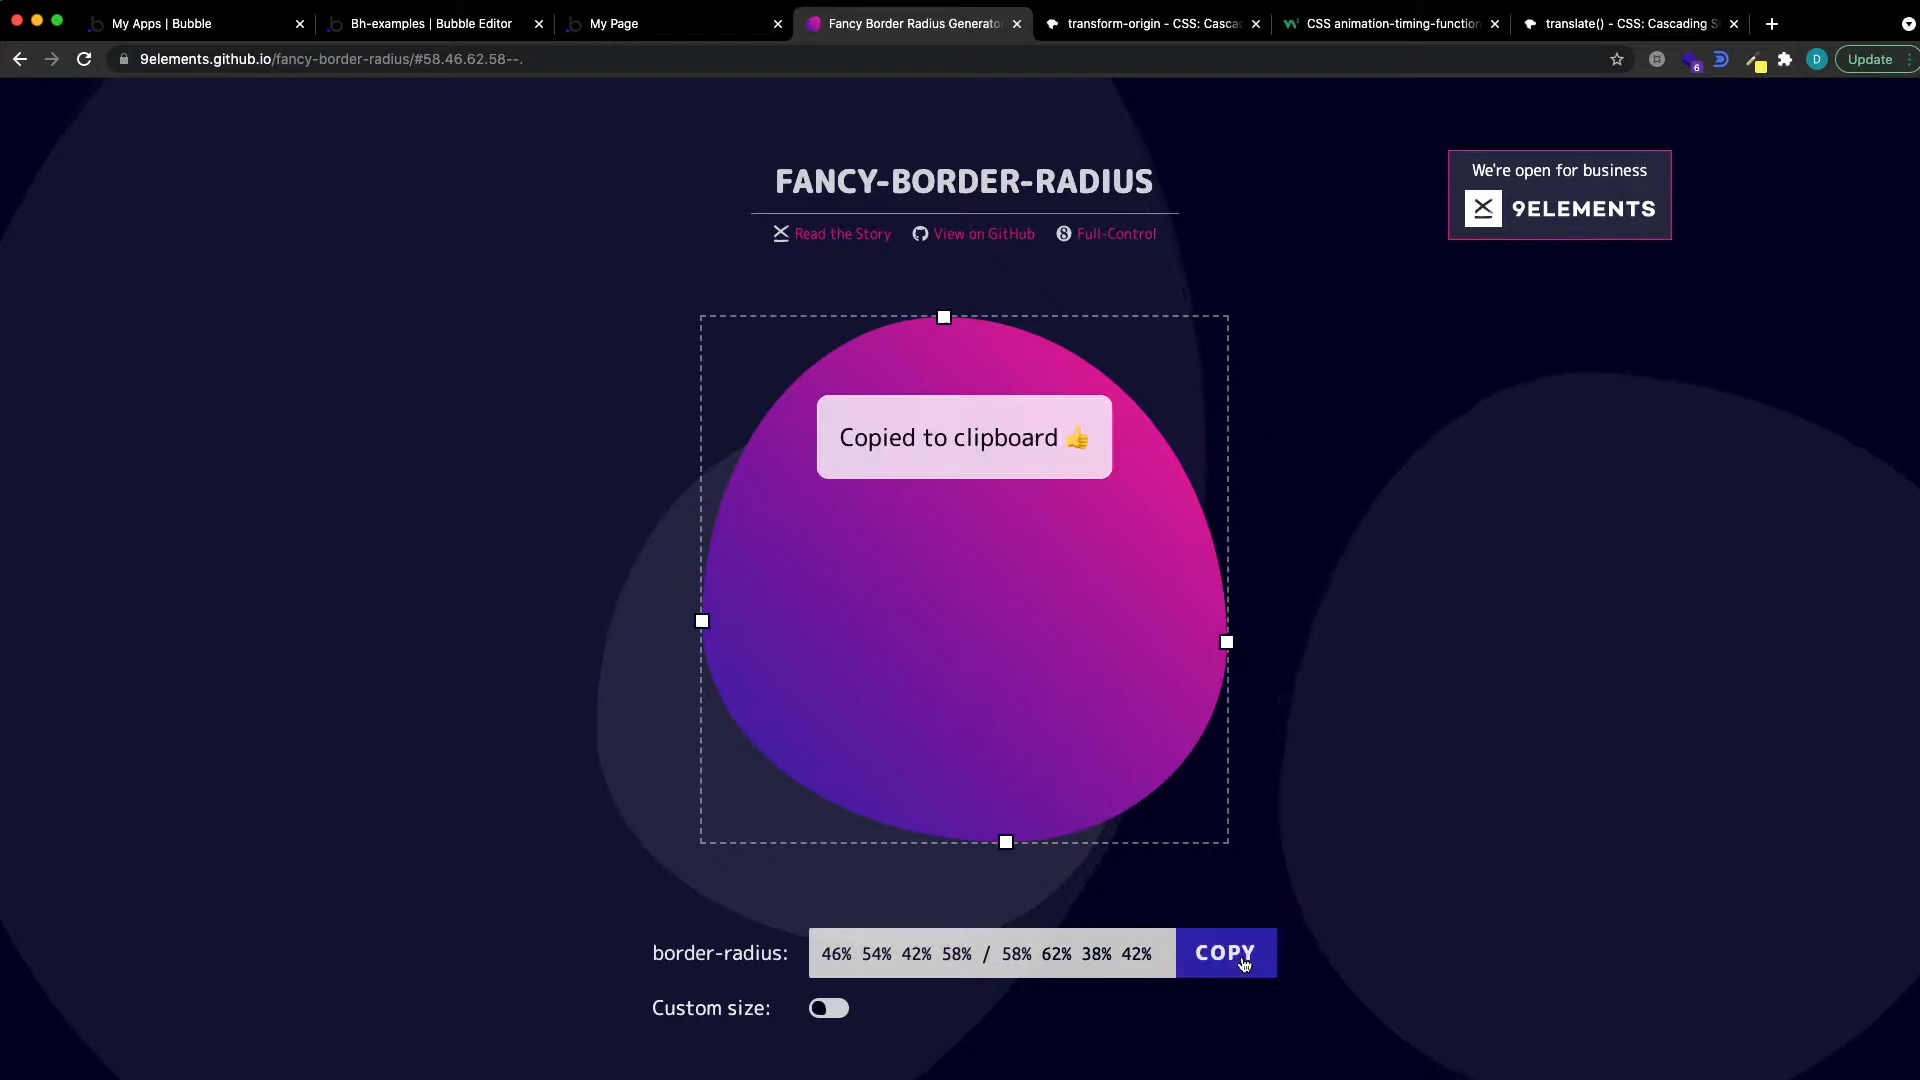 My Apps | Bubble
Bh-examples | Bubble Editor
My Page
Fancy Border Radius Generato
transform-origin - CSS: Casca
CSS animation-timing-function
translate() - CSS: Cascading S
9elements.github.io/fancy-border-radius/#58.46.62.58--.
6
D
Update
FANCY-BORDER-RADIUS
Read the Story
View on GitHub
Full-Control
We're open for business
9ELEMENTS
Copied to clipboard 👍
border-radius:
46% 54% 42% 58% / 58% 62% 38% 42%
COPY
Custom size: